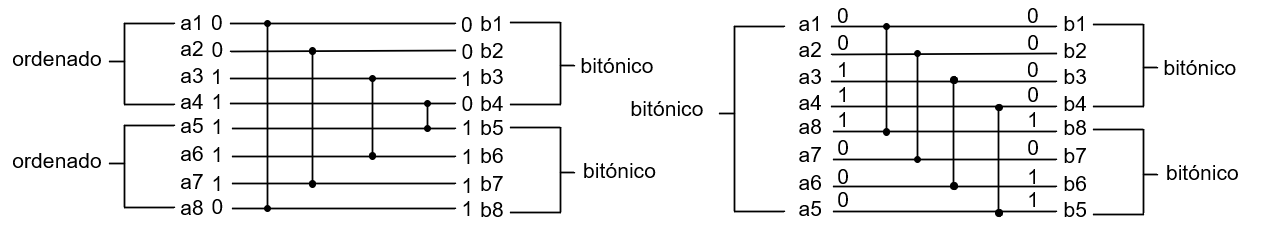 a1 0 0 b1
a2 0 0 b2
ordenado
bitónico
a3 1 1 b3
a4 1 0 b4
a5 1 1 b5
a6 1 1 b6
ordenado
bitónico
a7 1 1 b7
a8 0 1 b8
a1 0 0 b1
a2 0 0 b2
bitónico
a3 1 0 b3
a4 1 0 b4
bitónico
a8 1 1 b8
a7 0 0 b7
bitónico
a6 0 1 b6
a5 0 1 b5